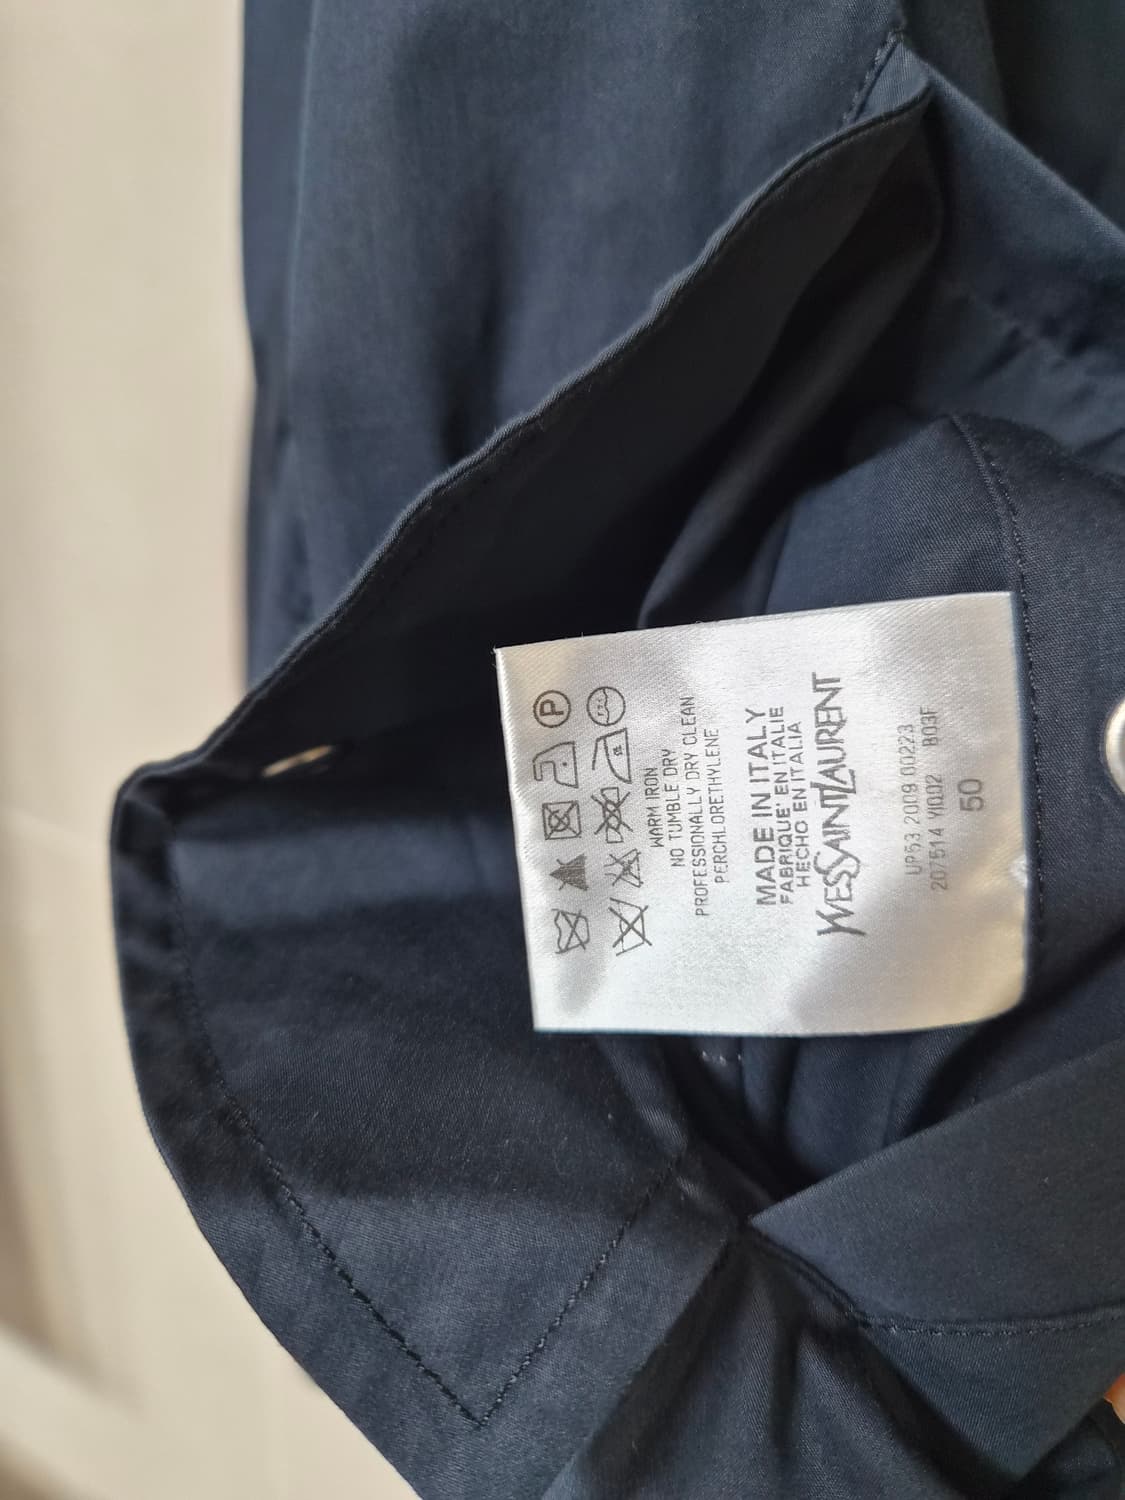 P
WARM IRON
NO TUMBLE DRY
PROFESSIONALLY DRY CLEAN
PERCHLORETHYLENE
MADE IN ITALY
FABRIQUE' EN ITALIE
HECHO EN ITALIA
YVESSAINTLAURENT
UP53 2009 00223
207514 YI002 B03F
50